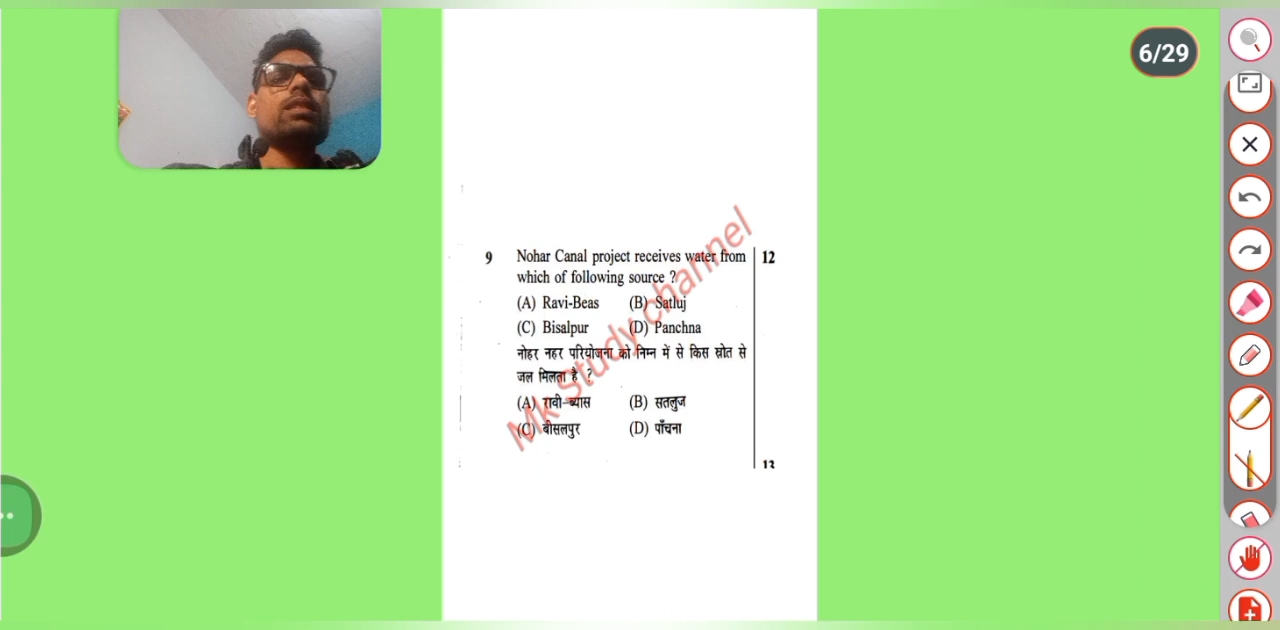 6/29
9 Nohar Canal project receives water from 12
which of following source ?
(A) Ravi-Beas (B) Satluj
(C) Bisalpur (D) Panchna
नोहर नहर परियोजना को निम्न में से किस स्रोत से
जल मिलता है ?
(A) रावी-ब्यास (B) सतलुज
(C) बीसलपुर (D) पाँचना
13
Mk Study channel